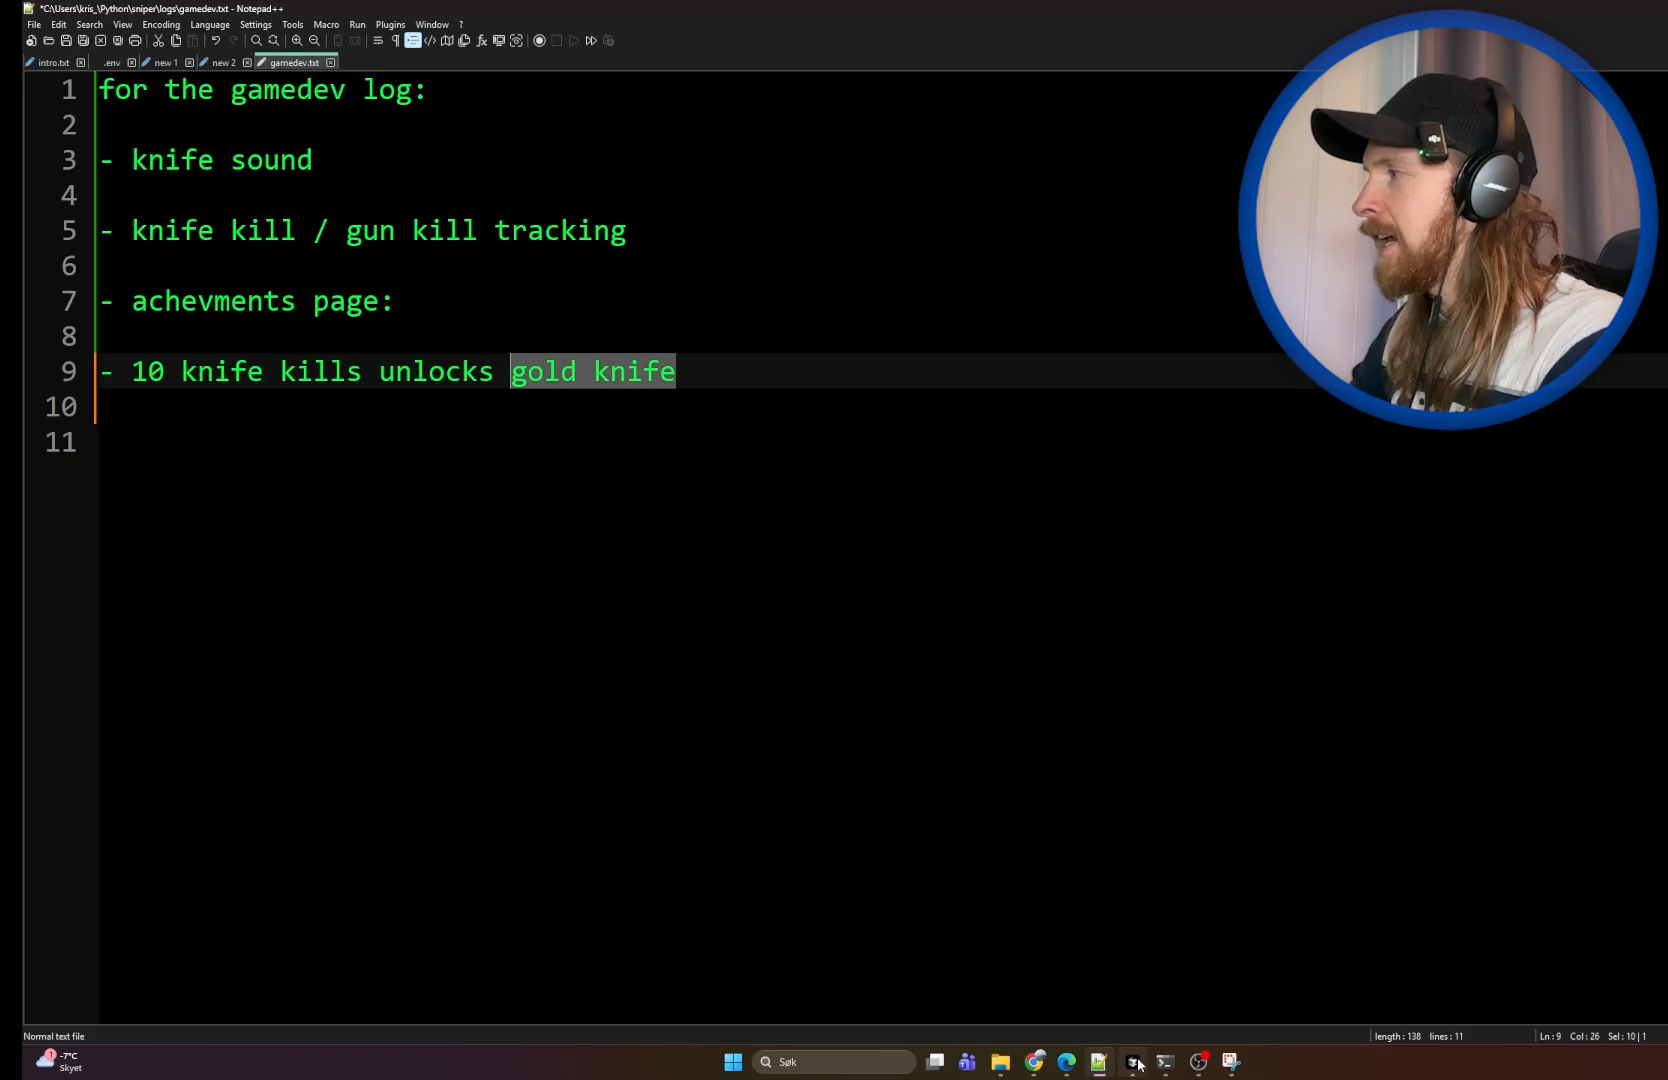 *C:\Users\kris_\Python\sniper\logs\gamedev.txt - Notepad++
File Edit Search View Encoding Language Settings Tools Macro Run Plugins Window ?
intro.txt .env new 1 new 2 gamedev.txt
1 for the gamedev log:
2
3 - knife sound
4
5 - knife kill / gun kill tracking
6
7 - achevments page:
8
9 - 10 knife kills unlocks gold knife
10
11
BOSE
Normal text file length : 138 lines : 11 Ln : 9 Col : 26 Sel : 10 | 1
1 -7°C
Skyet
Søk